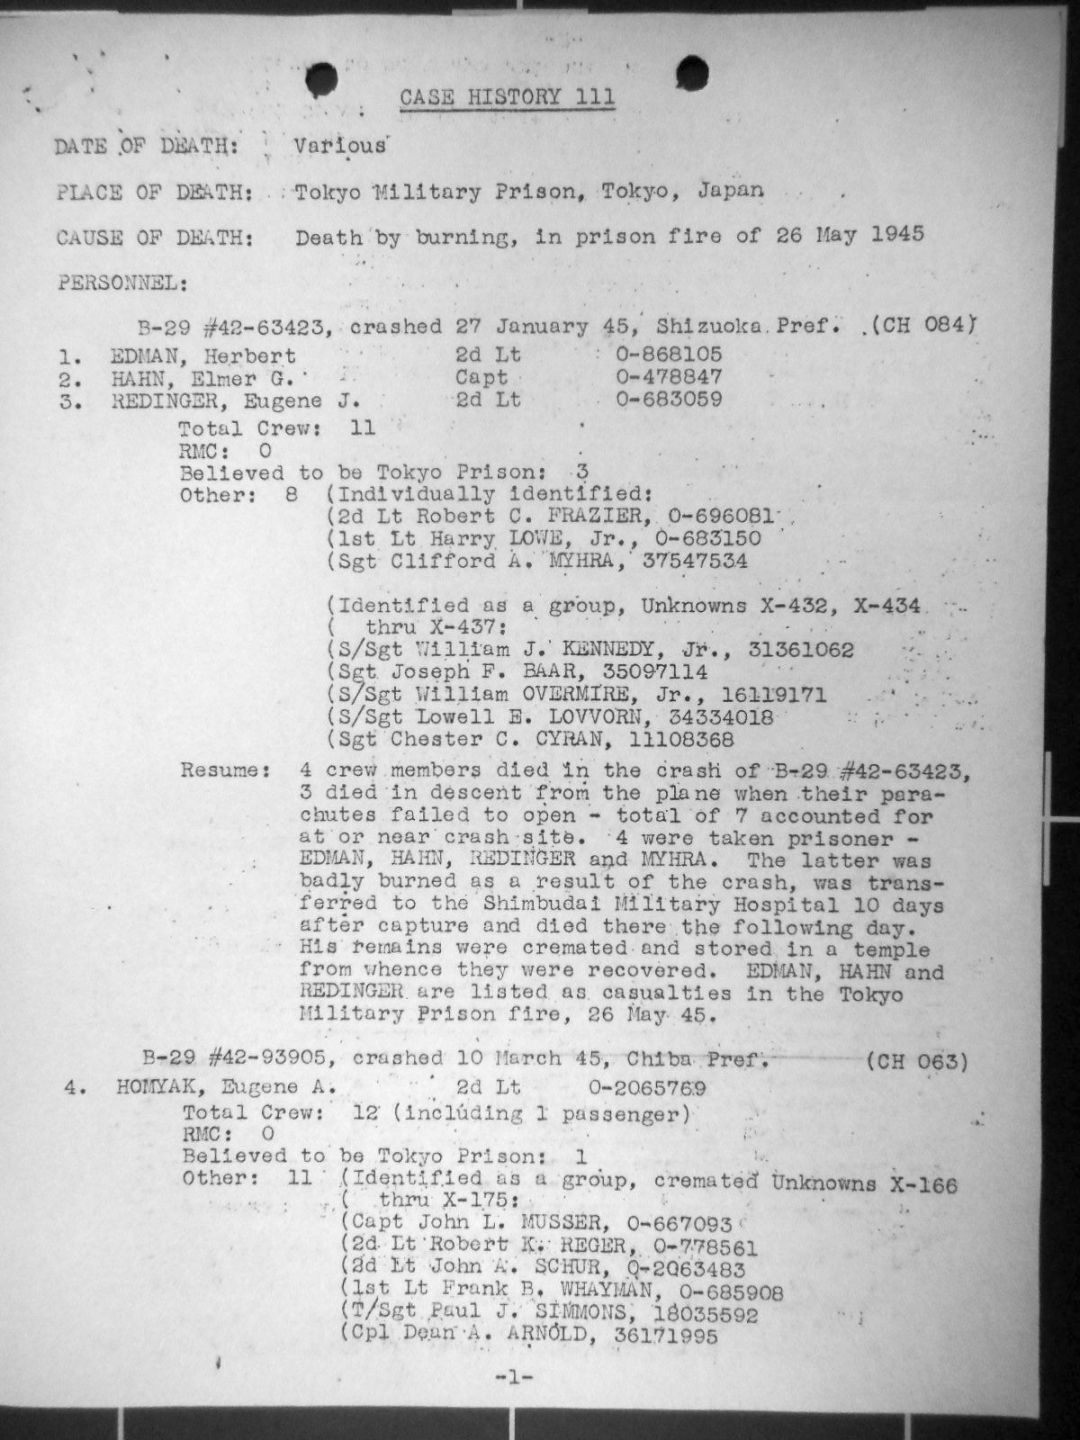 CASE HISTORY 111
DATE OF DEATH: Various
PLACE OF DEATH: Tokyo Military Prison, Tokyo, Japan
CAUSE OF DEATH: Death by burning, in prison fire of 26 May 1945
PERSONNEL:
B-29 #42-63423, crashed 27 January 45, Shizuoka Pref. (CH 084)
1. EDMAN, Herbert 2d Lt O-868105
2. HAHN, Elmer G. Capt O-478847
3. REDINGER, Eugene J. 2d Lt O-683059
Total Crew: 11
RMC: 0
Believed to be Tokyo Prison: 3
Other: 8 (Individually identified:
(2d Lt Robert C. FRAZIER, O-696081
(1st Lt Harry LOWE, Jr., O-683150
(Sgt Clifford A. MYHRA, 37547534
(Identified as a group, Unknowns X-432, X-434
( thru X-437:
(S/Sgt William J. KENNEDY, Jr., 31361062
(Sgt Joseph F. BAAR, 35097114
(S/Sgt William OVERMIRE, Jr., 16119171
(S/Sgt Lowell E. LOVVORN, 34334018
(Sgt Chester C. CYRAN, 11108368
Resume: 4 crew members died in the crash of B-29 #42-63423,
3 died in descent from the plane when their para-
chutes failed to open - total of 7 accounted for
at or near crash site. 4 were taken prisoner -
EDMAN, HAHN, REDINGER and MYHRA. The latter was
badly burned as a result of the crash, was trans-
ferred to the Shimbudai Military Hospital 10 days
after capture and died there the following day.
His remains were cremated and stored in a temple
from whence they were recovered. EDMAN, HAHN and
REDINGER are listed as casualties in the Tokyo
Military Prison fire, 26 May 45.
B-29 #42-93905, crashed 10 March 45, Chiba Pref. (CH 063)
4. HOMYAK, Eugene A. 2d Lt O-2065769
Total Crew: 12 (including 1 passenger)
RMC: 0
Believed to be Tokyo Prison: 1
Other: 11 (Identified as a group, cremated Unknowns X-166
( thru X-175:
(Capt John L. MUSSER, O-667093
(2d Lt Robert K. REGER, O-778561
(2d Lt John A. SCHUR, O-2063483
(1st Lt Frank B. WHAYMAN, O-685908
(T/Sgt Paul J. SIMMONS, 18035592
(Cpl Dean A. ARNOLD, 36171995
-1-